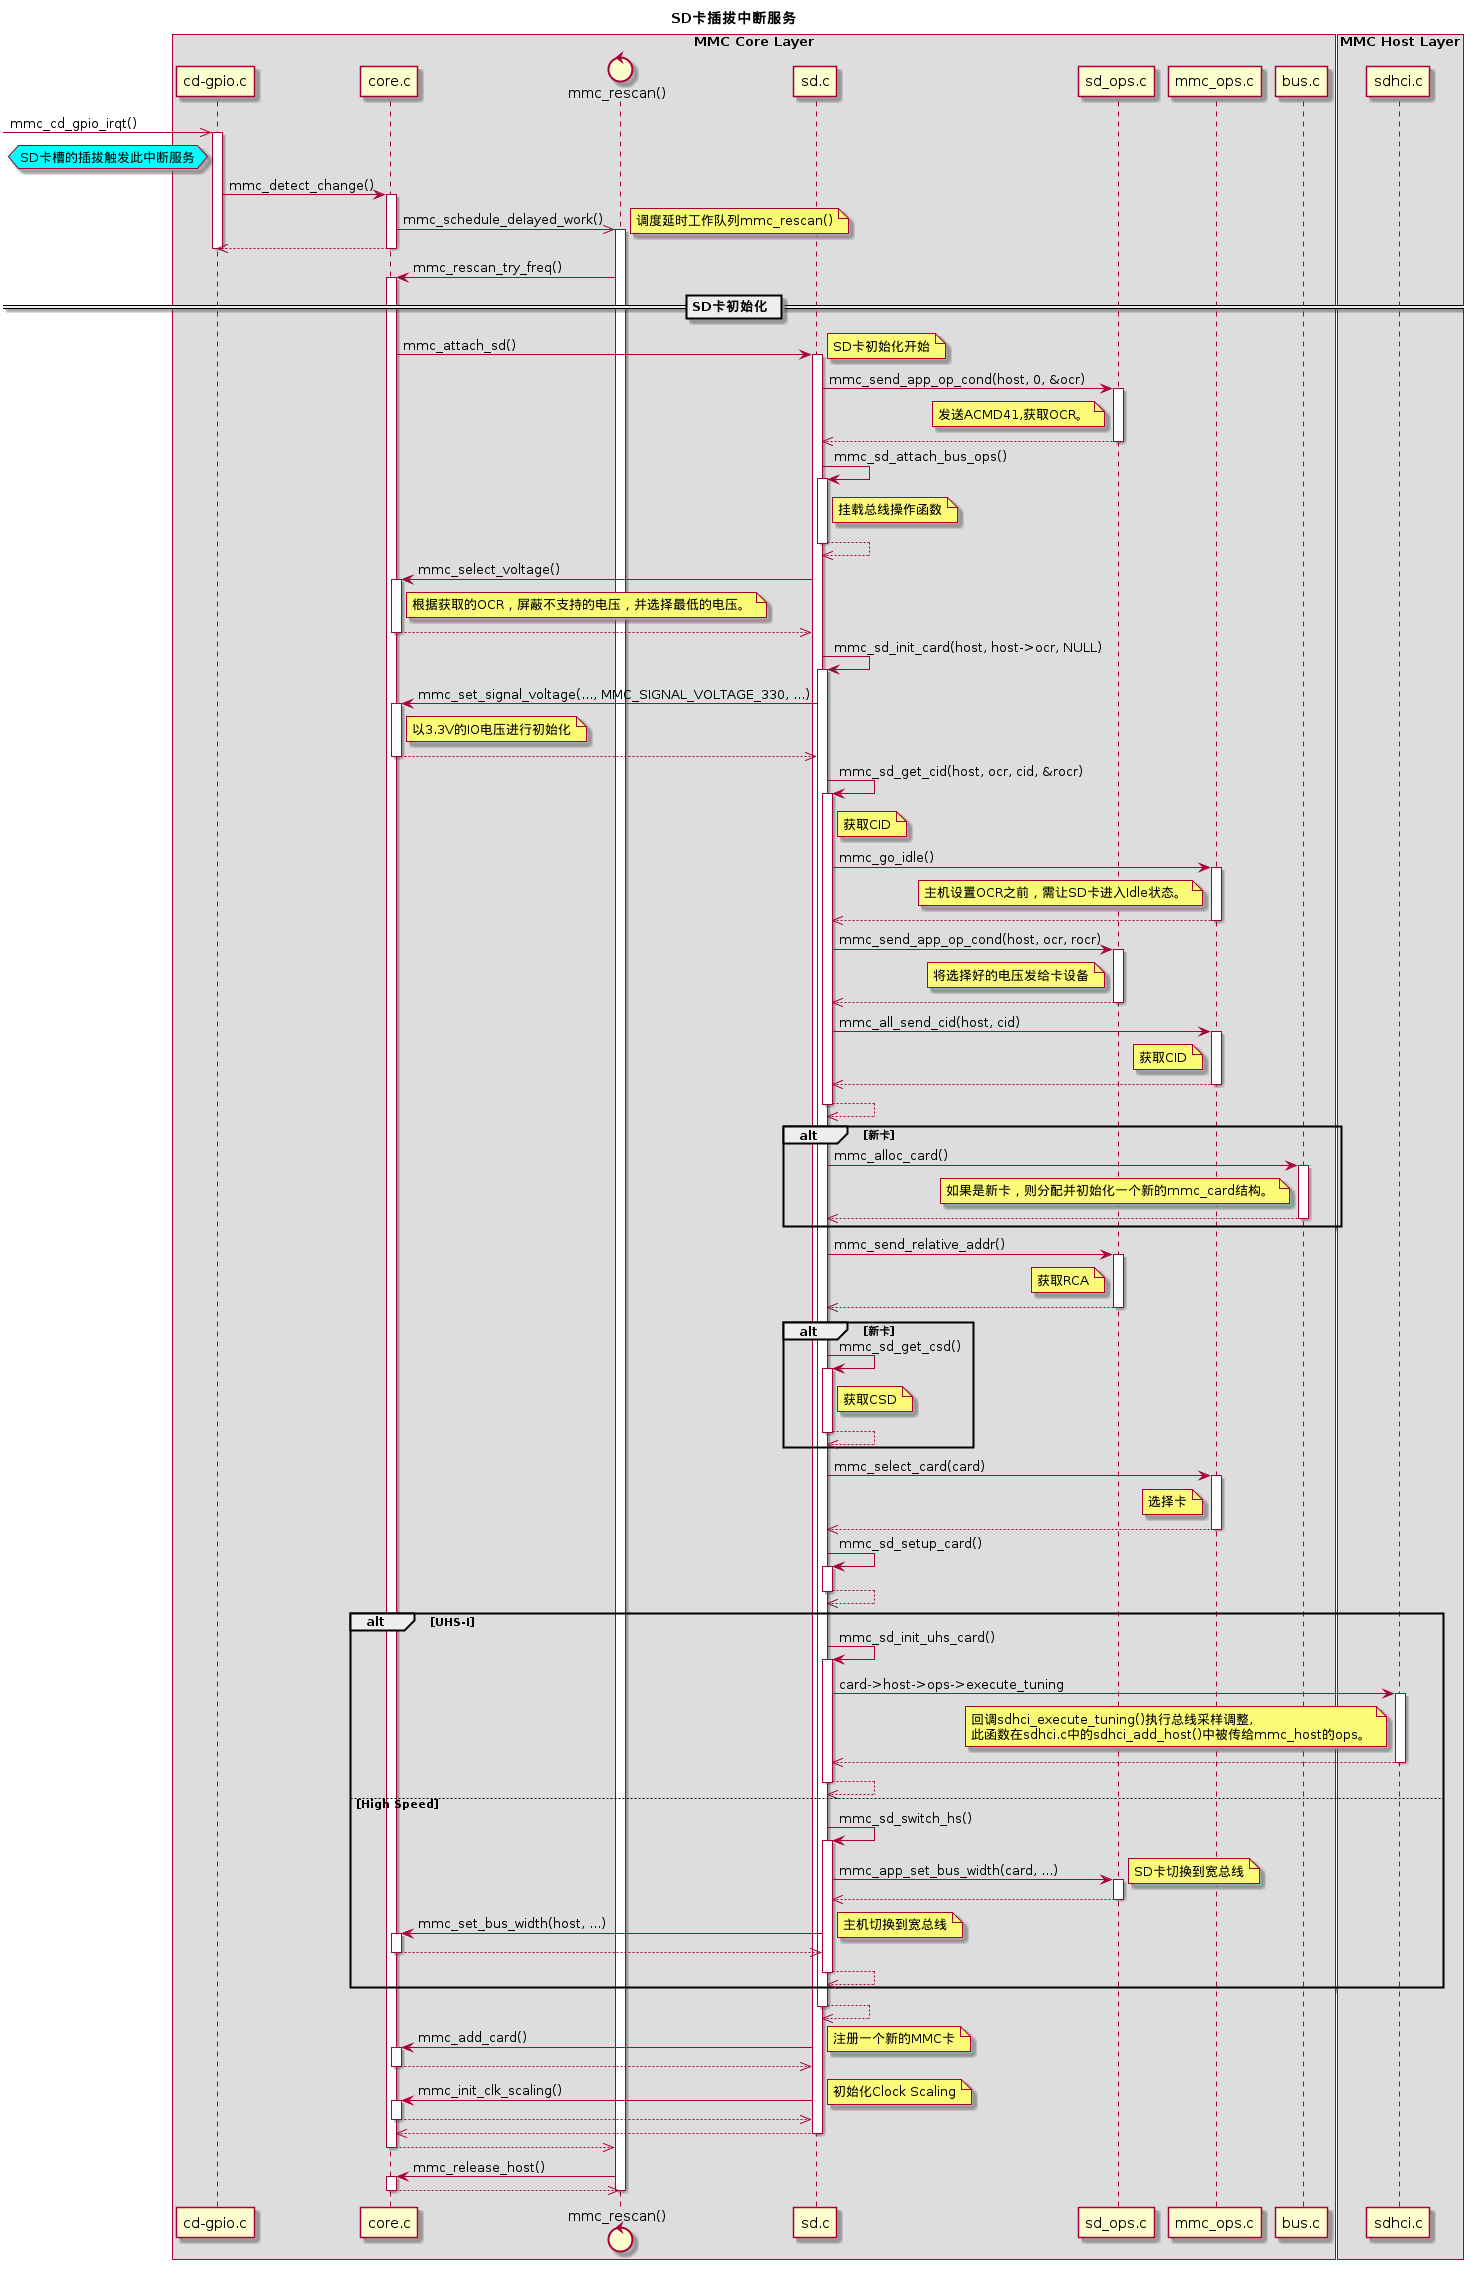 SD卡插拔中断服务
MMC Core Layer
MMC Host Layer
cd-gpio.c
core.c
mmc_rescan()
sd.c
sd_ops.c
mmc_ops.c
bus.c
sdhci.c
mmc_cd_gpio_irqt()
SD卡槽的插拔触发此中断服务
mmc_detect_change()
mmc_schedule_delayed_work()
调度延时工作队列mmc_rescan()
mmc_rescan_try_freq()
SD卡初始化
mmc_attach_sd()
SD卡初始化开始
mmc_send_app_op_cond(host, 0, &ocr)
发送ACMD41,获取OCR。
mmc_sd_attach_bus_ops()
挂载总线操作函数
mmc_select_voltage()
根据获取的OCR，屏蔽不支持的电压，并选择最低的电压。
mmc_sd_init_card(host, host->ocr, NULL)
mmc_set_signal_voltage(..., MMC_SIGNAL_VOLTAGE_330, ...)
以3.3V的IO电压进行初始化
mmc_sd_get_cid(host, ocr, cid, &rocr)
获取CID
mmc_go_idle()
主机设置OCR之前，需让SD卡进入Idle状态。
mmc_send_app_op_cond(host, ocr, rocr)
将选择好的电压发给卡设备
mmc_all_send_cid(host, cid)
获取CID
alt
[新卡]
mmc_alloc_card()
如果是新卡，则分配并初始化一个新的mmc_card结构。
mmc_send_relative_addr()
获取RCA
alt
[新卡]
mmc_sd_get_csd()
获取CSD
mmc_select_card(card)
选择卡
mmc_sd_setup_card()
alt
[UHS-I]
mmc_sd_init_uhs_card()
card->host->ops->execute_tuning
回调sdhci_execute_tuning()执行总线采样调整,
此函数在sdhci.c中的sdhci_add_host()中被传给mmc_host的ops。
[High Speed]
mmc_sd_switch_hs()
mmc_app_set_bus_width(card, ...)
SD卡切换到宽总线
mmc_set_bus_width(host, ...)
主机切换到宽总线
mmc_add_card()
注册一个新的MMC卡
mmc_init_clk_scaling()
初始化Clock Scaling
mmc_release_host()
cd-gpio.c
core.c
mmc_rescan()
sd.c
sd_ops.c
mmc_ops.c
bus.c
sdhci.c